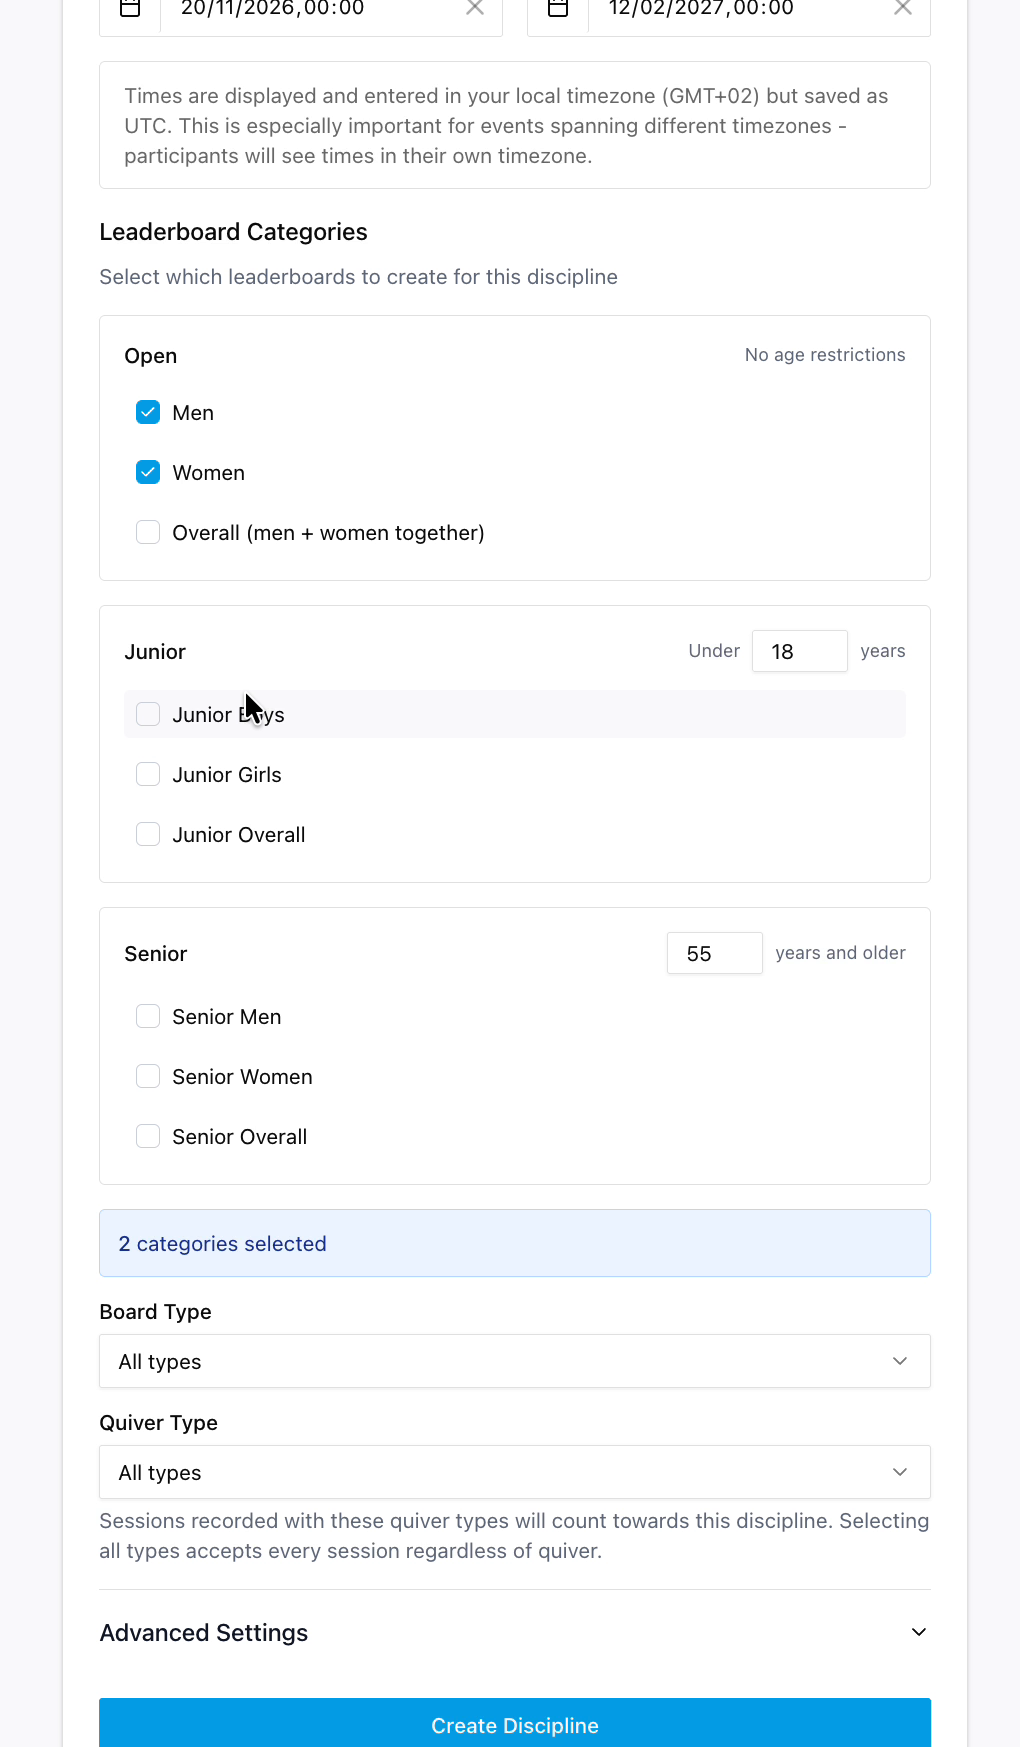 20/11/2026,00:00
12/02/2027,00:00
Times are displayed and entered in your local timezone (GMT+02) but saved as
UTC. This is especially important for events spanning different timezones -
participants will see times in their own timezone.
Leaderboard Categories
Select which leaderboards to create for this discipline
Open
No age restrictions
Men
Women
Overall (men + women together)
Junior
Under 18 years
Junior Boys
Junior Girls
Junior Overall
Senior
55 years and older
Senior Men
Senior Women
Senior Overall
2 categories selected
Board Type
All types
Quiver Type
All types
Sessions recorded with these quiver types will count towards this discipline. Selecting
all types accepts every session regardless of quiver.
Advanced Settings
Create Discipline